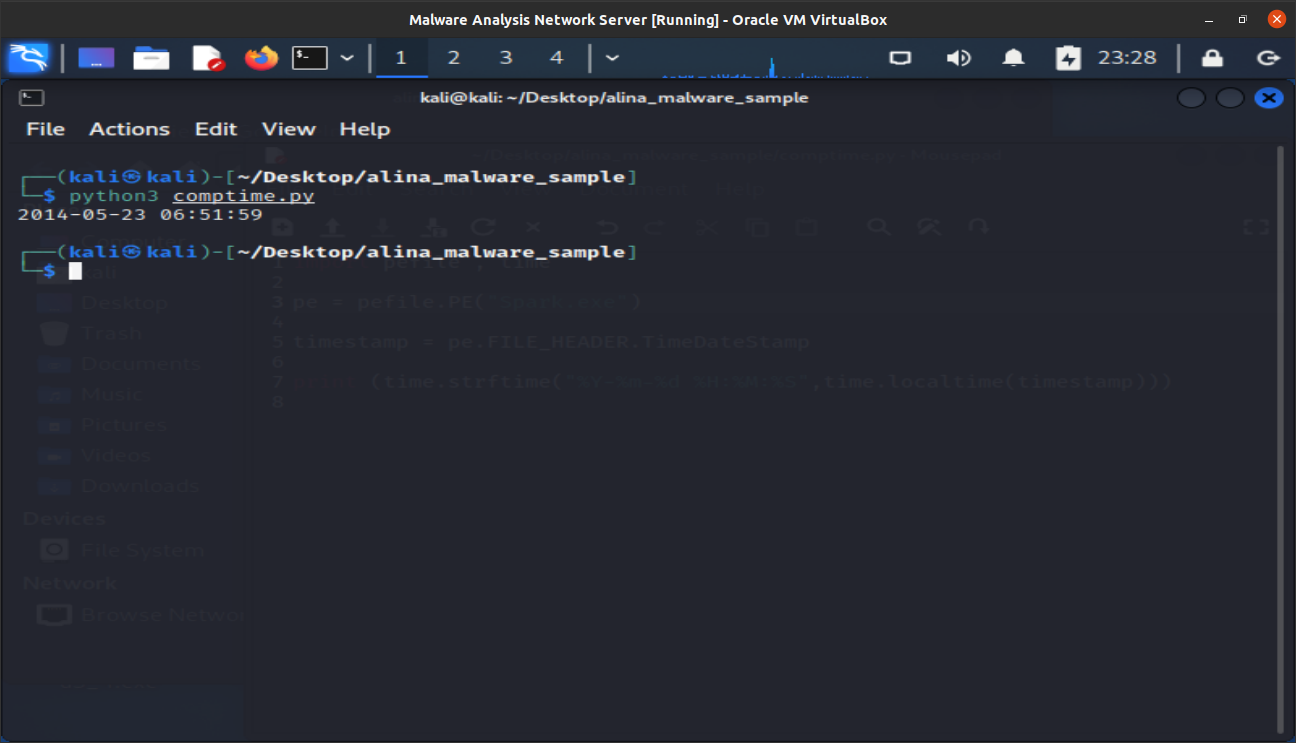 Malware Analysis Network Server [Running] - Oracle VM VirtualBox
1 2 3 4 23:28
kali@kali: ~/Desktop/alina_malware_sample
File Actions Edit View Help
~/Desktop/alina_malware_sample/comptime.py - Mousepad
(kali㉿kali)-[~/Desktop/alina_malware_sample]
$ python3 comptime.py
2014-05-23 06:51:59
(kali㉿kali)-[~/Desktop/alina_malware_sample]
$
pefile, time
2
3 pe = pefile.PE("Spark.exe")
4
5 timestamp = pe.FILE_HEADER.TimeDateStamp
6
7 print (time.strftime("%Y-%m-%d %H:%M:%S",time.localtime(timestamp)))
8
Desktop
Trash
Documents
Music
Pictures
Videos
Downloads
Devices
File System
Network
Browse Networ